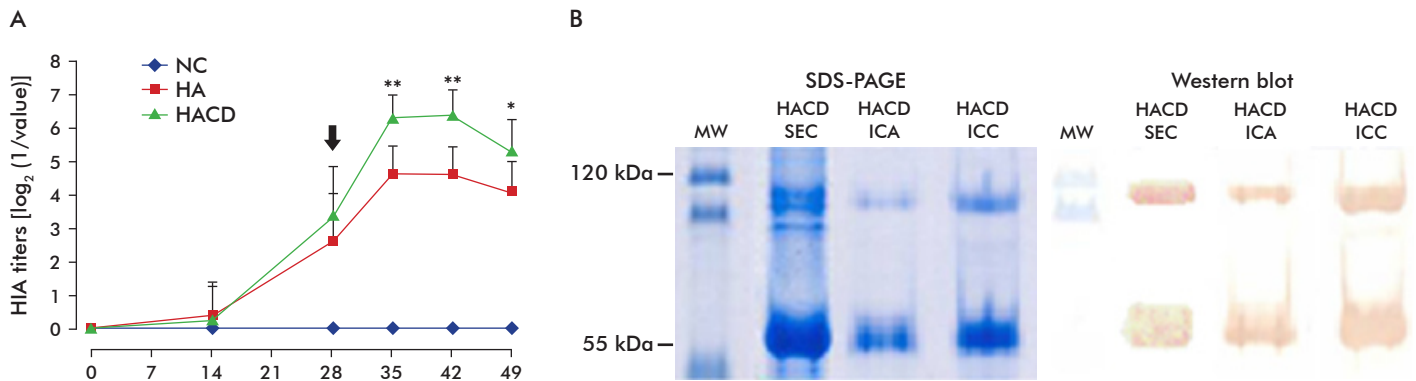 A
HIA titers [log2 (1/value)]
8
7
6
5
4
3
2
1
0
NC
HA
HACD
**
**
*
0 7 14 21 28 35 42 49
B
SDS-PAGE
MW
HACD SEC
HACD ICA
HACD ICC
120 kDa
55 kDa
Western blot
MW
HACD SEC
HACD ICA
HACD ICC